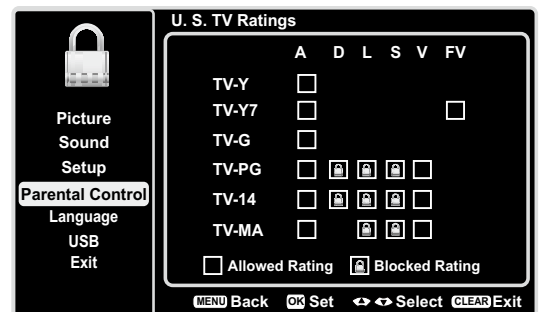 U. S. TV Ratings
A D L S V FV
TV-Y
TV-Y7
TV-G
TV-PG
TV-14
TV-MA
Allowed Rating Blocked Rating
MENU Back OK Set Select CLEAR Exit
Picture
Sound
Setup
Parental Control
Language
USB
Exit